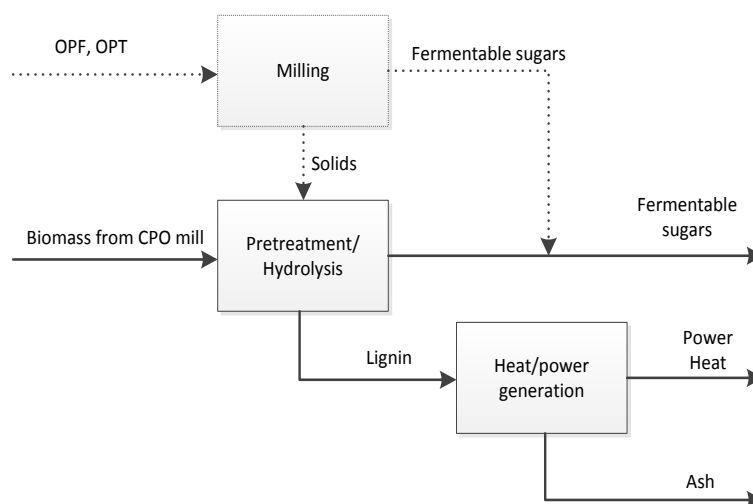 OPF, OPT
Milling
Fermentable sugars
Solids
Biomass from CPO mill
Pretreatment/
Hydrolysis
Fermentable
sugars
Lignin
Heat/power
generation
Power
Heat
Ash